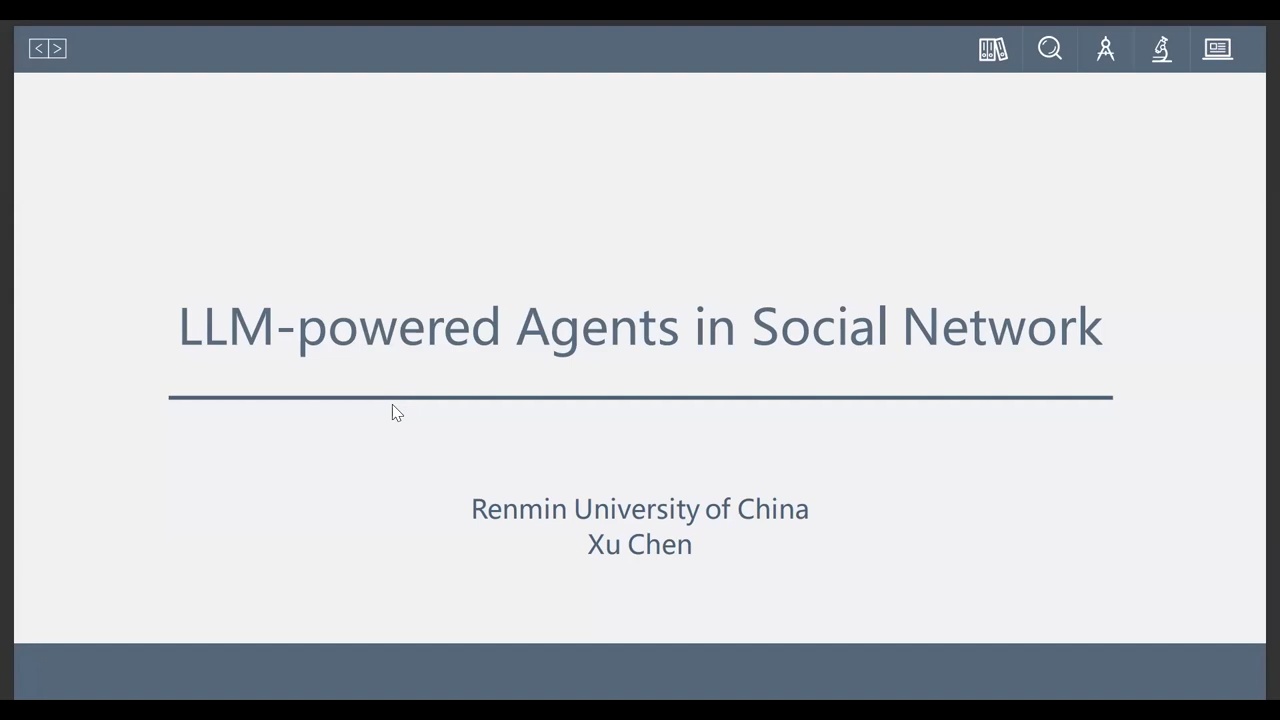 LLM-powered Agents in Social Network
Renmin University of China
Xu Chen